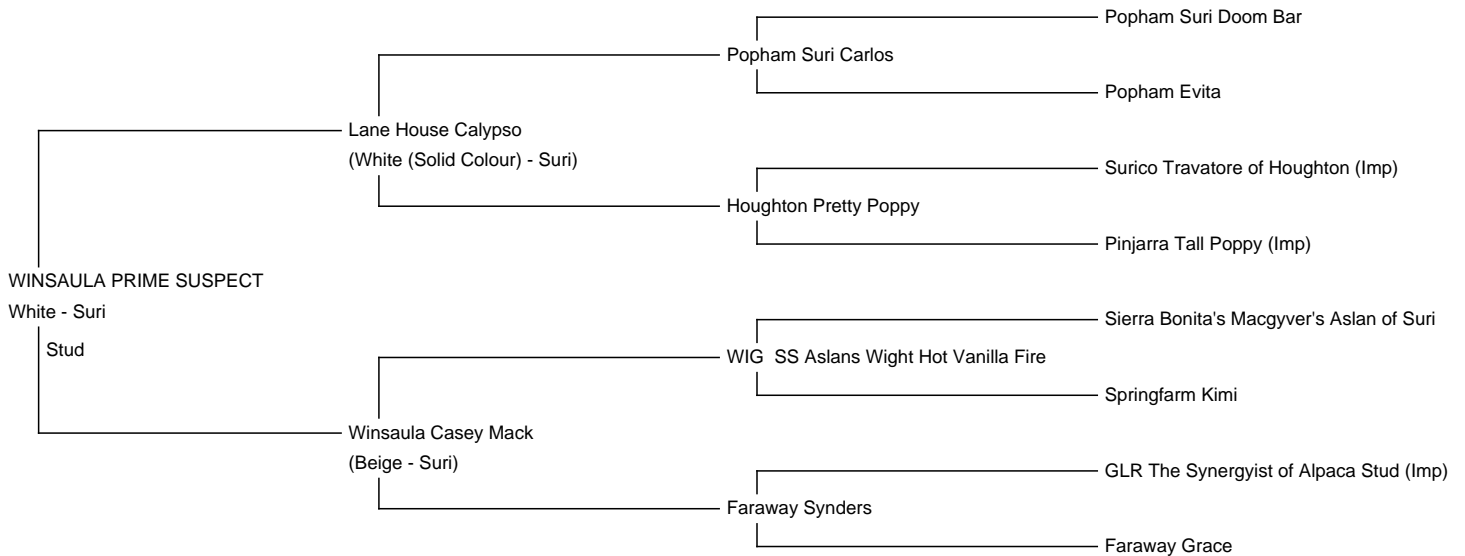 Popham Suri Doom Bar
Popham Suri Carlos
Popham Evita
Lane House Calypso
(White (Solid Colour) - Suri)
Surico Travatore of Houghton (Imp)
Houghton Pretty Poppy
Pinjarra Tall Poppy (Imp)
WINSAULA PRIME SUSPECT
White - Suri
Stud
Sierra Bonita's Macgyver's Aslan of Suri
WIG  SS Aslans Wight Hot Vanilla Fire
Springfarm Kimi
Winsaula Casey Mack
(Beige - Suri)
GLR The Synergyist of Alpaca Stud (Imp)
Faraway Synders
Faraway Grace